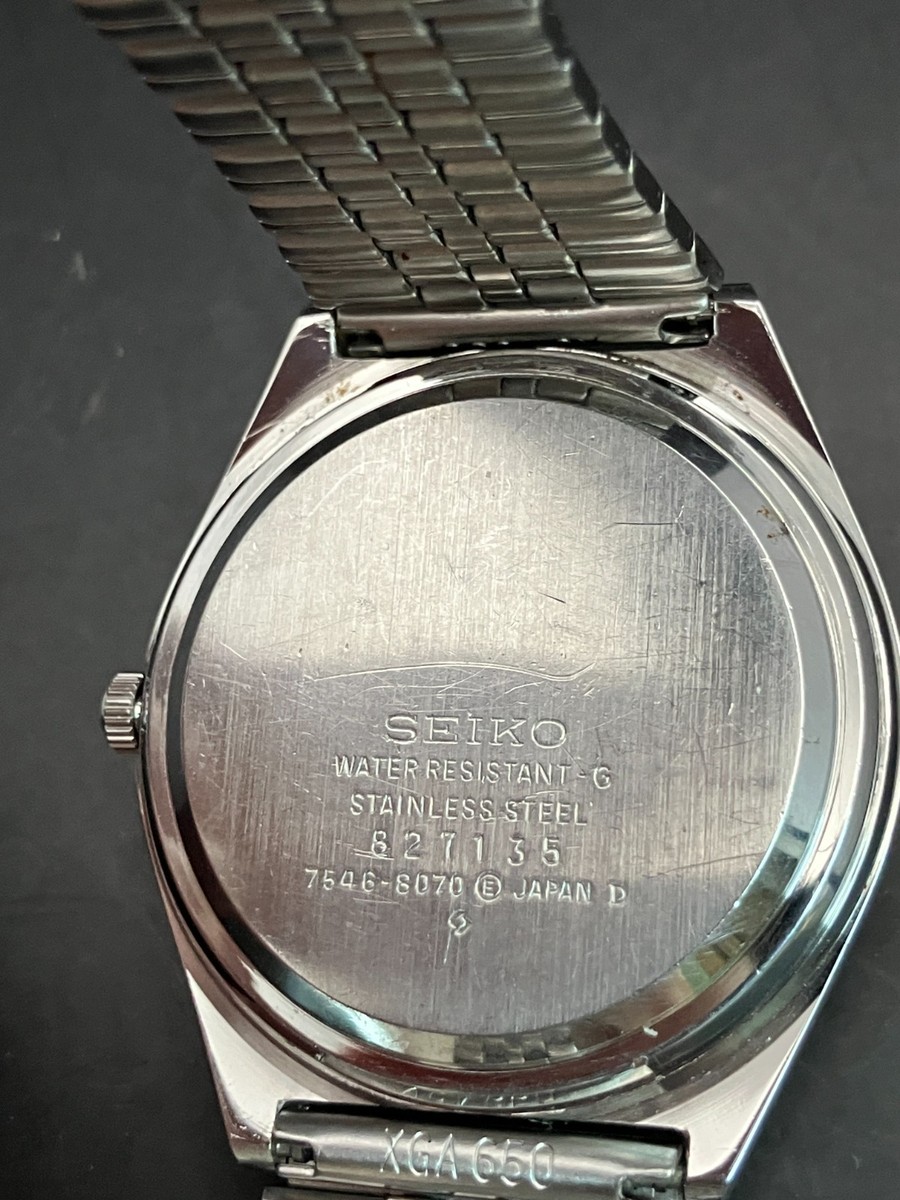 SEIKO
WATER RESISTANT-G
STAINLESS STEEL
827135
7546-8070 Ⓔ JAPAN D
XGA 650